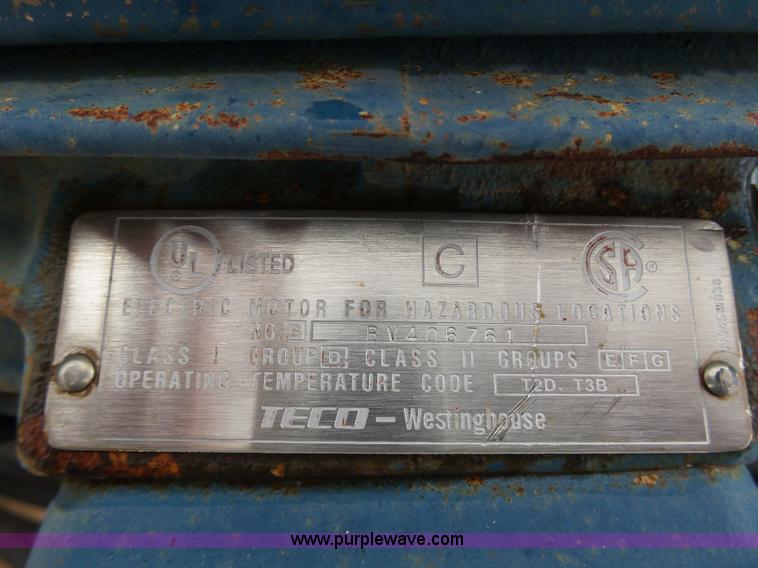 UL LISTED C SA ®
ELECTRIC MOTOR FOR HAZARDOUS LOCATIONS
NO. BV406761
CLASS I GROUP D CLASS II GROUPS E F G
OPERATING TEMPERATURE CODE T2D. T3B
TECO - Westinghouse
www.purplewave.com